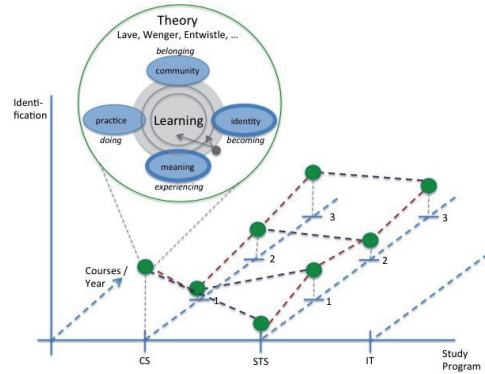 Theory
Lave, Wenger, Entwistle, ...
belonging
community
Identi-
fication
practice
Learning
identity
doing
becoming
meaning
experiencing
3
3
2
2
Courses /
Year
1
1
CS
STS
IT
Study
Program